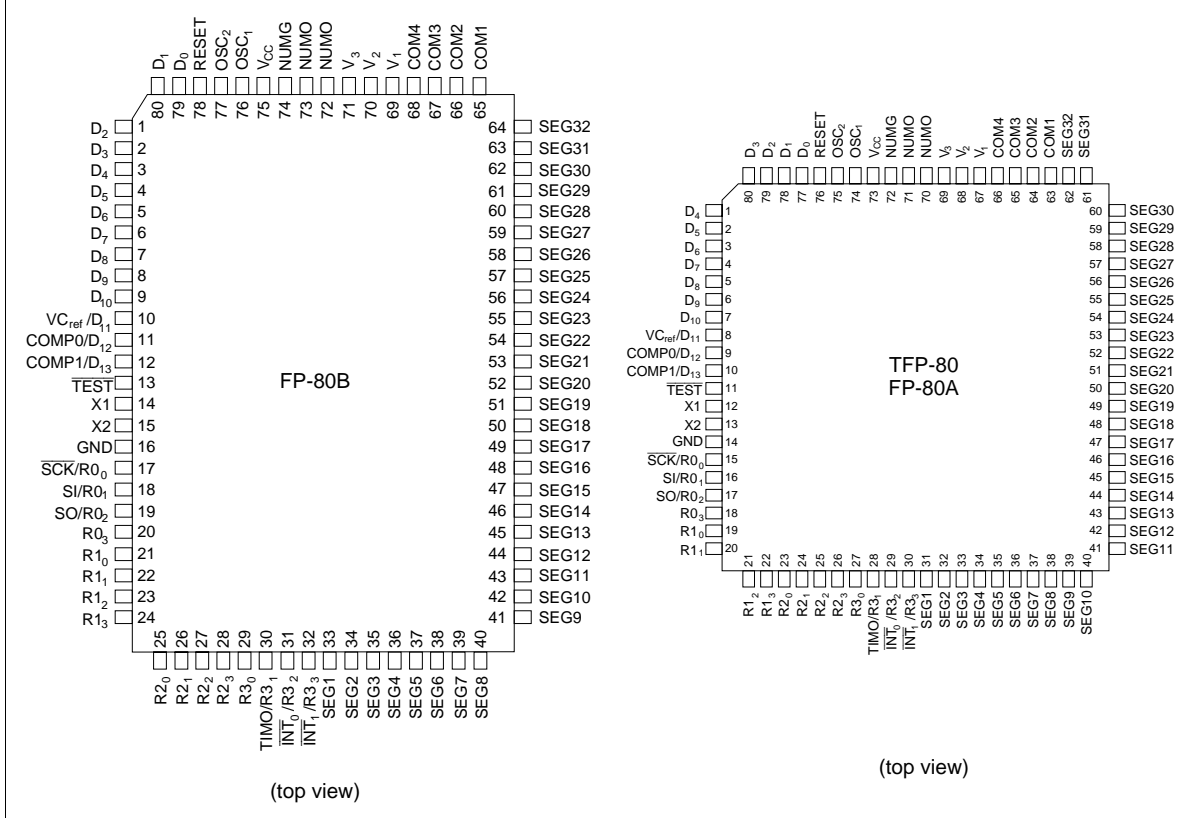 D₁ D₀ RESET OSC₂ OSC₁ V_CC NUMG NUMO NUMO V₃ V₂ V₁ COM4 COM3 COM2 COM1
80 79 78 77 76 75 74 73 72 71 70 69 68 67 66 65
D₂ 1 64 SEG32
D₃ 2 63 SEG31
D₄ 3 62 SEG30
D₅ 4 61 SEG29
D₆ 5 60 SEG28
D₇ 6 59 SEG27
D₈ 7 58 SEG26
D₉ 8 57 SEG25
D₁₀ 9 56 SEG24
VC_ref/D₁₁ 10 55 SEG23
COMP0/D₁₂ 11 54 SEG22
COMP1/D₁₃ 12 53 SEG21
FP-80B
T̅E̅S̅T̅ 13 52 SEG20
X1 14 51 SEG19
X2 15 50 SEG18
GND 16 49 SEG17
S̅C̅K̅/R0₀ 17 48 SEG16
SI/R0₁ 18 47 SEG15
SO/R0₂ 19 46 SEG14
R0₃ 20 45 SEG13
R1₀ 21 44 SEG12
R1₁ 22 43 SEG11
R1₂ 23 42 SEG10
R1₃ 24 41 SEG9
25 26 27 28 29 30 31 32 33 34 35 36 37 38 39 40
R2₀ R2₁ R2₂ R2₃ R3₀ TIMO/R3₁ I̅N̅T̅₀/R3₂ I̅N̅T̅₁/R3₃ SEG1 SEG2 SEG3 SEG4 SEG5 SEG6 SEG7 SEG8
(top view)
D₃ D₂ D₁ D₀ RESET OSC₂ OSC₁ V_CC NUMG NUMO NUMO V₃ V₂ V₁ COM4 COM3 COM2 COM1 SEG32 SEG31
80 79 78 77 76 75 74 73 72 71 70 69 68 67 66 65 64 63 62 61
D₄ 1 60 SEG30
D₅ 2 59 SEG29
D₆ 3 58 SEG28
D₇ 4 57 SEG27
D₈ 5 56 SEG26
D₉ 6 55 SEG25
D₁₀ 7 54 SEG24
VC_ref/D₁₁ 8 53 SEG23
COMP0/D₁₂ 9 52 SEG22
COMP1/D₁₃ 10 51 SEG21
TFP-80
FP-80A
T̅E̅S̅T̅ 11 50 SEG20
X1 12 49 SEG19
X2 13 48 SEG18
GND 14 47 SEG17
S̅C̅K̅/R0₀ 15 46 SEG16
SI/R0₁ 16 45 SEG15
SO/R0₂ 17 44 SEG14
R0₃ 18 43 SEG13
R1₀ 19 42 SEG12
R1₁ 20 41 SEG11
21 22 23 24 25 26 27 28 29 30 31 32 33 34 35 36 37 38 39 40
R1₂ R1₃ R2₀ R2₁ R2₂ R2₃ R3₀ TIMO/R3₁ I̅N̅T̅₀/R3₂ I̅N̅T̅₁/R3₃ SEG1 SEG2 SEG3 SEG4 SEG5 SEG6 SEG7 SEG8 SEG9 SEG10
(top view)